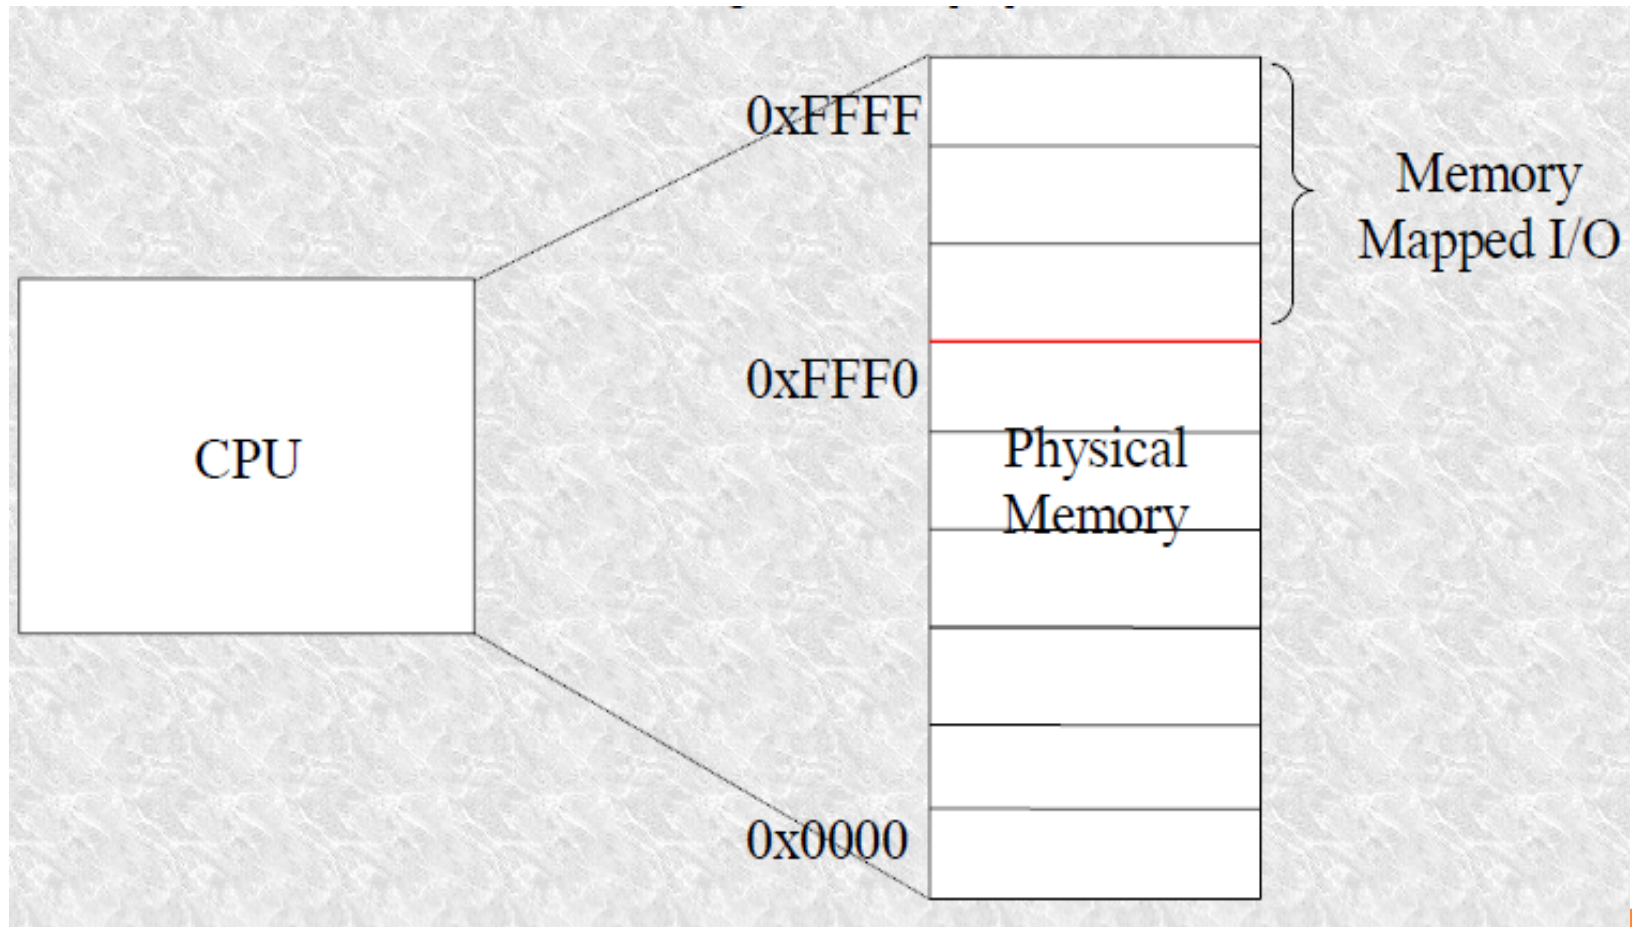 0xFFFF
Memory
Mapped I/O
0xFFF0
CPU
Physical
Memory
0x0000